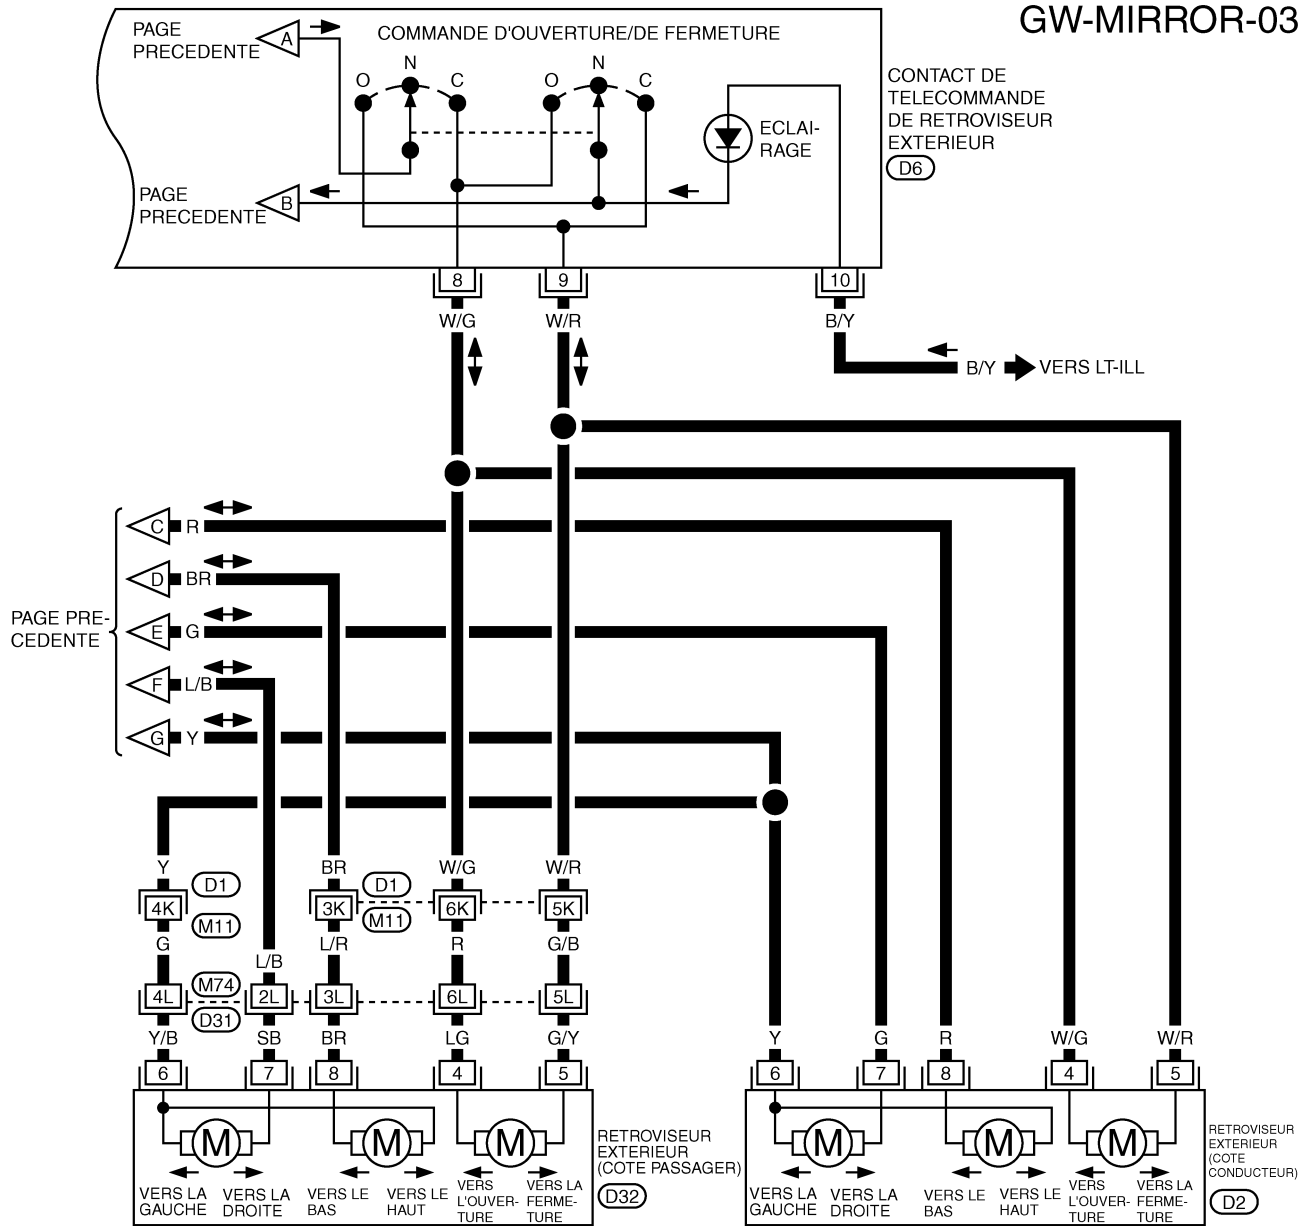 GW-MIRROR-03
PAGE
PRECEDENTE
A
COMMANDE D'OUVERTURE/DE FERMETURE
O
N
C
O
N
C
ECLAI-
RAGE
CONTACT DE
TELECOMMANDE
DE RETROVISEUR
EXTERIEUR
D6
PAGE
PRECEDENTE
B
8
9
10
W/G
W/R
B/Y
B/Y
VERS LT-ILL
PAGE PRE-
CEDENTE
C R
D BR
E G
F L/B
G Y
Y
BR
W/G
W/R
D1
D1
4K
3K
6K
5K
M11
M11
G
L/R
R
G/B
L/B
M74
4L
2L
3L
6L
5L
D31
Y/B
SB
BR
LG
G/Y
Y
G
R
W/G
W/R
6
7
8
4
5
6
7
8
4
5
M
M
M
M
M
M
RETROVISEUR
EXTERIEUR
(COTE PASSAGER)
D32
RETROVISEUR
EXTERIEUR
(COTE
CONDUCTEUR)
D2
VERS LA
GAUCHE
VERS LA
DROITE
VERS LE
BAS
VERS LE
HAUT
VERS
L'OUVER-
TURE
VERS LA
FERME-
TURE
VERS LA
GAUCHE
VERS LA
DROITE
VERS LE
BAS
VERS LE
HAUT
VERS
L'OUVER-
TURE
VERS LA
FERME-
TURE